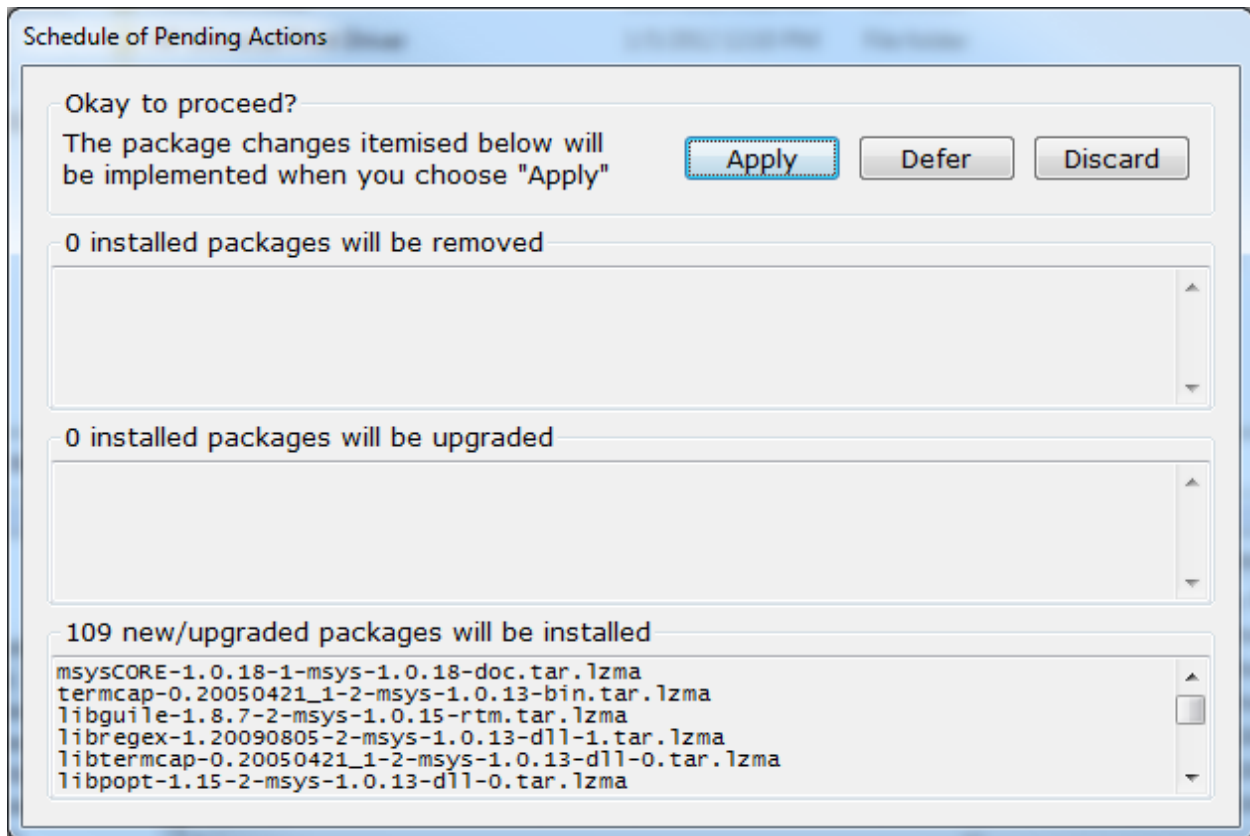 Schedule of Pending Actions
Okay to proceed?
The package changes itemised below will
be implemented when you choose "Apply"
Apply
Defer
Discard
0 installed packages will be removed
0 installed packages will be upgraded
109 new/upgraded packages will be installed
msysCORE-1.0.18-1-msys-1.0.18-doc.tar.lzma
termcap-0.20050421_1-2-msys-1.0.13-bin.tar.lzma
libguile-1.8.7-2-msys-1.0.15-rtm.tar.lzma
libregex-1.20090805-2-msys-1.0.13-dll-1.tar.lzma
libtermcap-0.20050421_1-2-msys-1.0.13-dll-0.tar.lzma
libpopt-1.15-2-msys-1.0.13-dll-0.tar.lzma